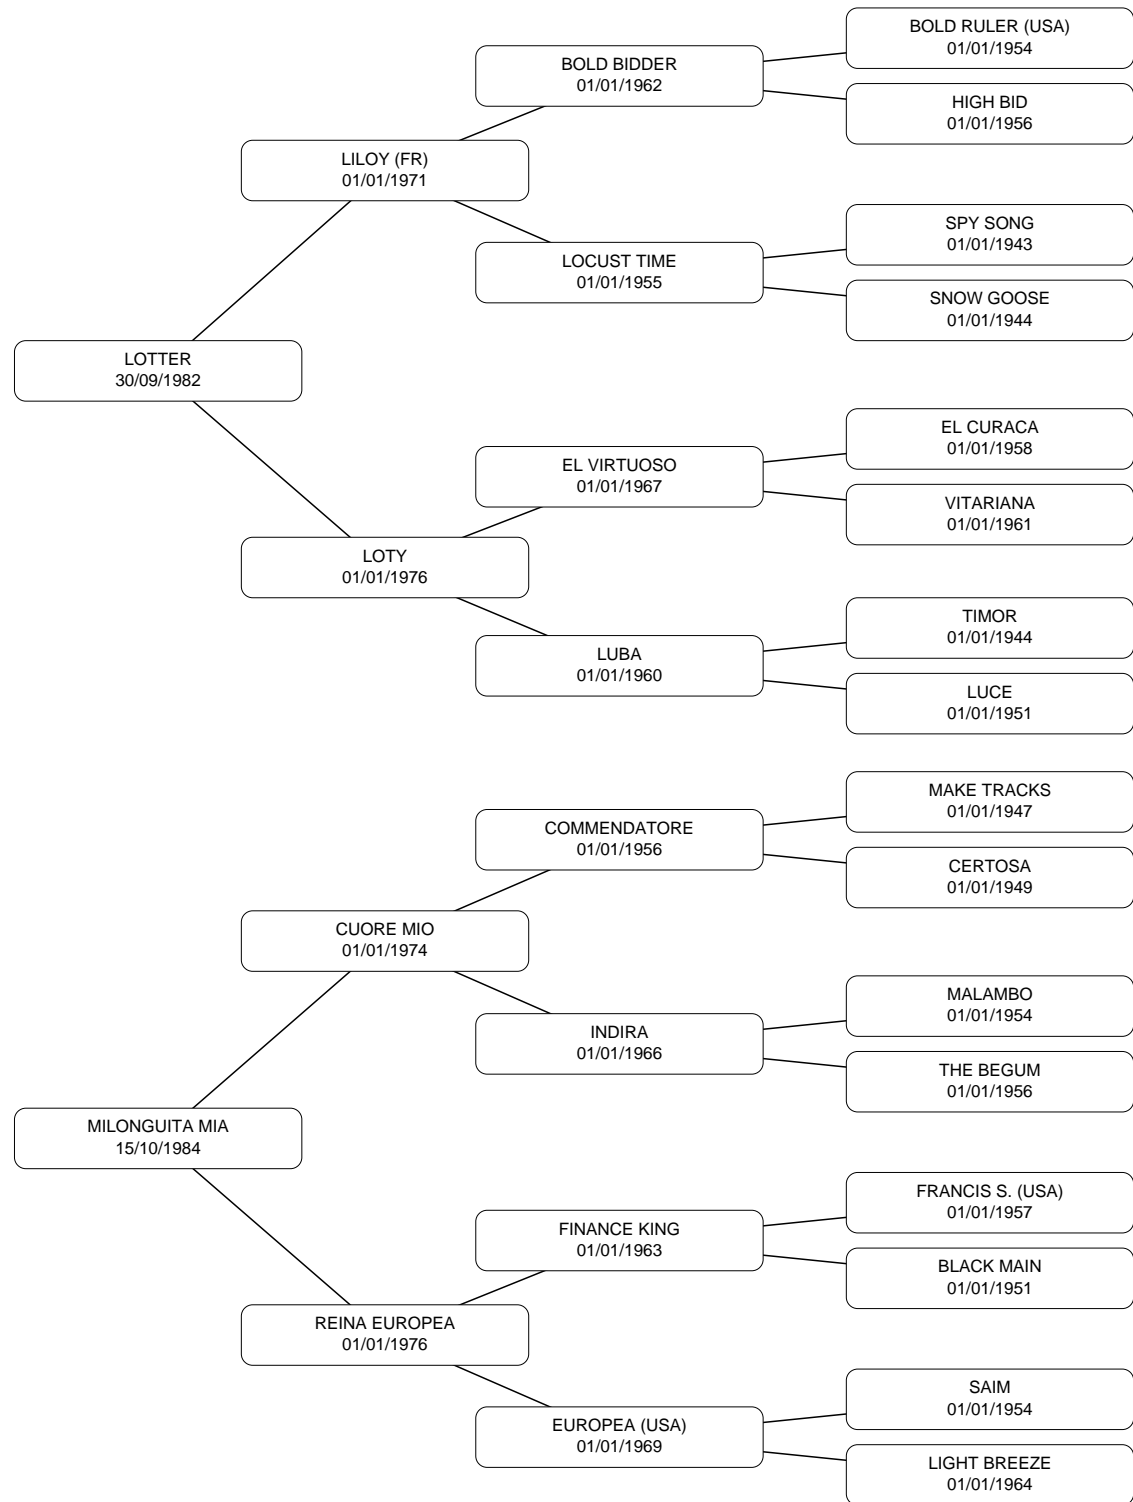 BOLD RULER (USA)
01/01/1954
BOLD BIDDER
01/01/1962
HIGH BID
01/01/1956
LILOY (FR)
01/01/1971
SPY SONG
01/01/1943
LOCUST TIME
01/01/1955
SNOW GOOSE
01/01/1944
LOTTER
30/09/1982
EL CURACA
01/01/1958
EL VIRTUOSO
01/01/1967
VITARIANA
01/01/1961
LOTY
01/01/1976
TIMOR
01/01/1944
LUBA
01/01/1960
LUCE
01/01/1951
MAKE TRACKS
01/01/1947
COMMENDATORE
01/01/1956
CERTOSA
01/01/1949
CUORE MIO
01/01/1974
MALAMBO
01/01/1954
INDIRA
01/01/1966
THE BEGUM
01/01/1956
MILONGUITA MIA
15/10/1984
FRANCIS S. (USA)
01/01/1957
FINANCE KING
01/01/1963
BLACK MAIN
01/01/1951
REINA EUROPEA
01/01/1976
SAIM
01/01/1954
EUROPEA (USA)
01/01/1969
LIGHT BREEZE
01/01/1964